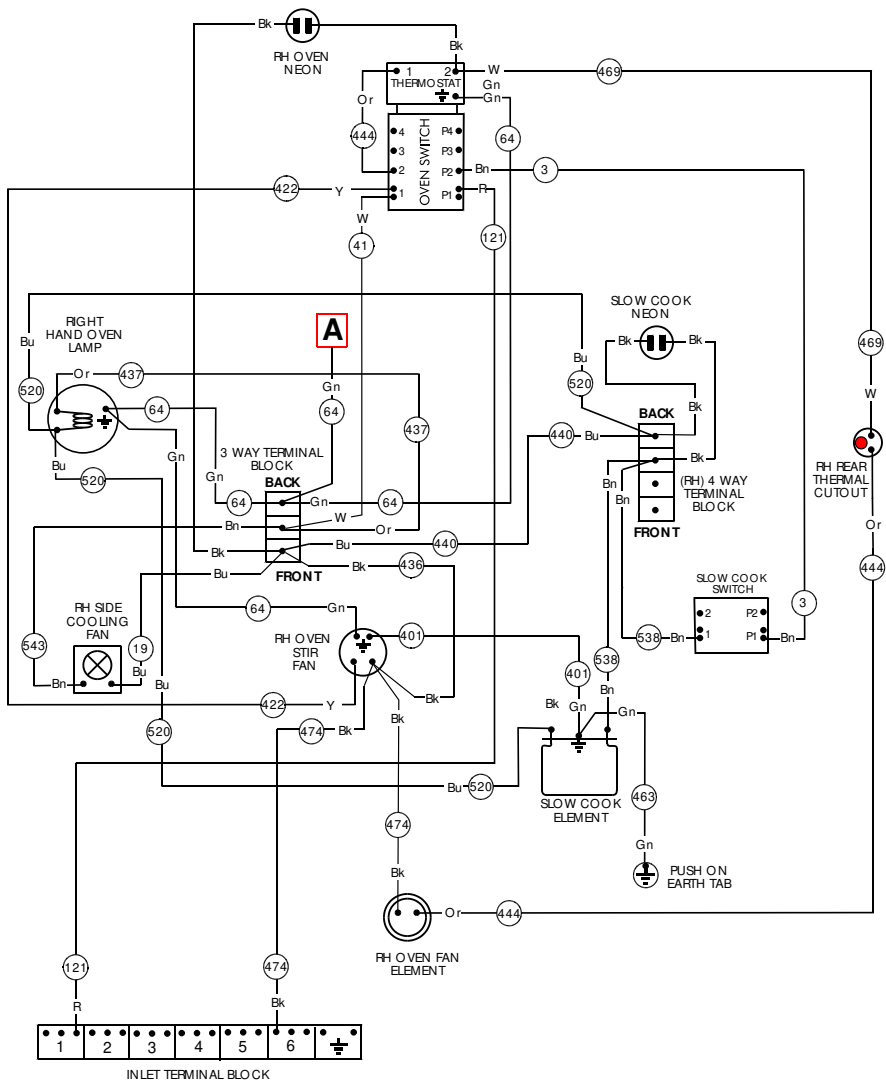 Bk
RH OVEN
NEON
Bk
1 2
THERMOSTAT
W
469
Gn
Gn
Or
444
64
OVEN SWITCH
4
3
2
1
P4
P3
P2
P1
Bn
3
R
422
Y
W
41
121
RIGHT
HAND OVEN
LAMP
A
SLOW COOK
NEON
Bu
Bk
Bk
469
Or
437
Bu
520
Gn
520
W
64
64
437
Bk
BACK
440
Bu
Bk
RH REAR
THERMAL
CUTOUT
Gn
3 WAY TERMINAL
BLOCK
Bu
520
BACK
Gn
Bn
Bn
(RH) 4 WAY
TERMINAL
BLOCK
64
Gn
64
Bn
W
Or
FRONT
Or
Bk
Bu
440
Bk
436
444
Bu
FRONT
SLOW COOK
SWITCH
RH SIDE
COOLING
FAN
64
Gn
2
1
P2
P1
3
543
19
RH OVEN
STIR
FAN
401
538
Bn
Bn
538
401
Bn
Bu
Bu
Bk
Bn
422
Y
Bk
Gn
Gn
520
474
Bk
Bk
Bu
520
SLOW COOK
ELEMENT
463
474
Gn
Bk
PUSH ON
EARTH TAB
Or
444
RH OVEN FAN
ELEMENT
121
474
R
Bk
1 2 3 4 5 6
INLET TERMINAL BLOCK